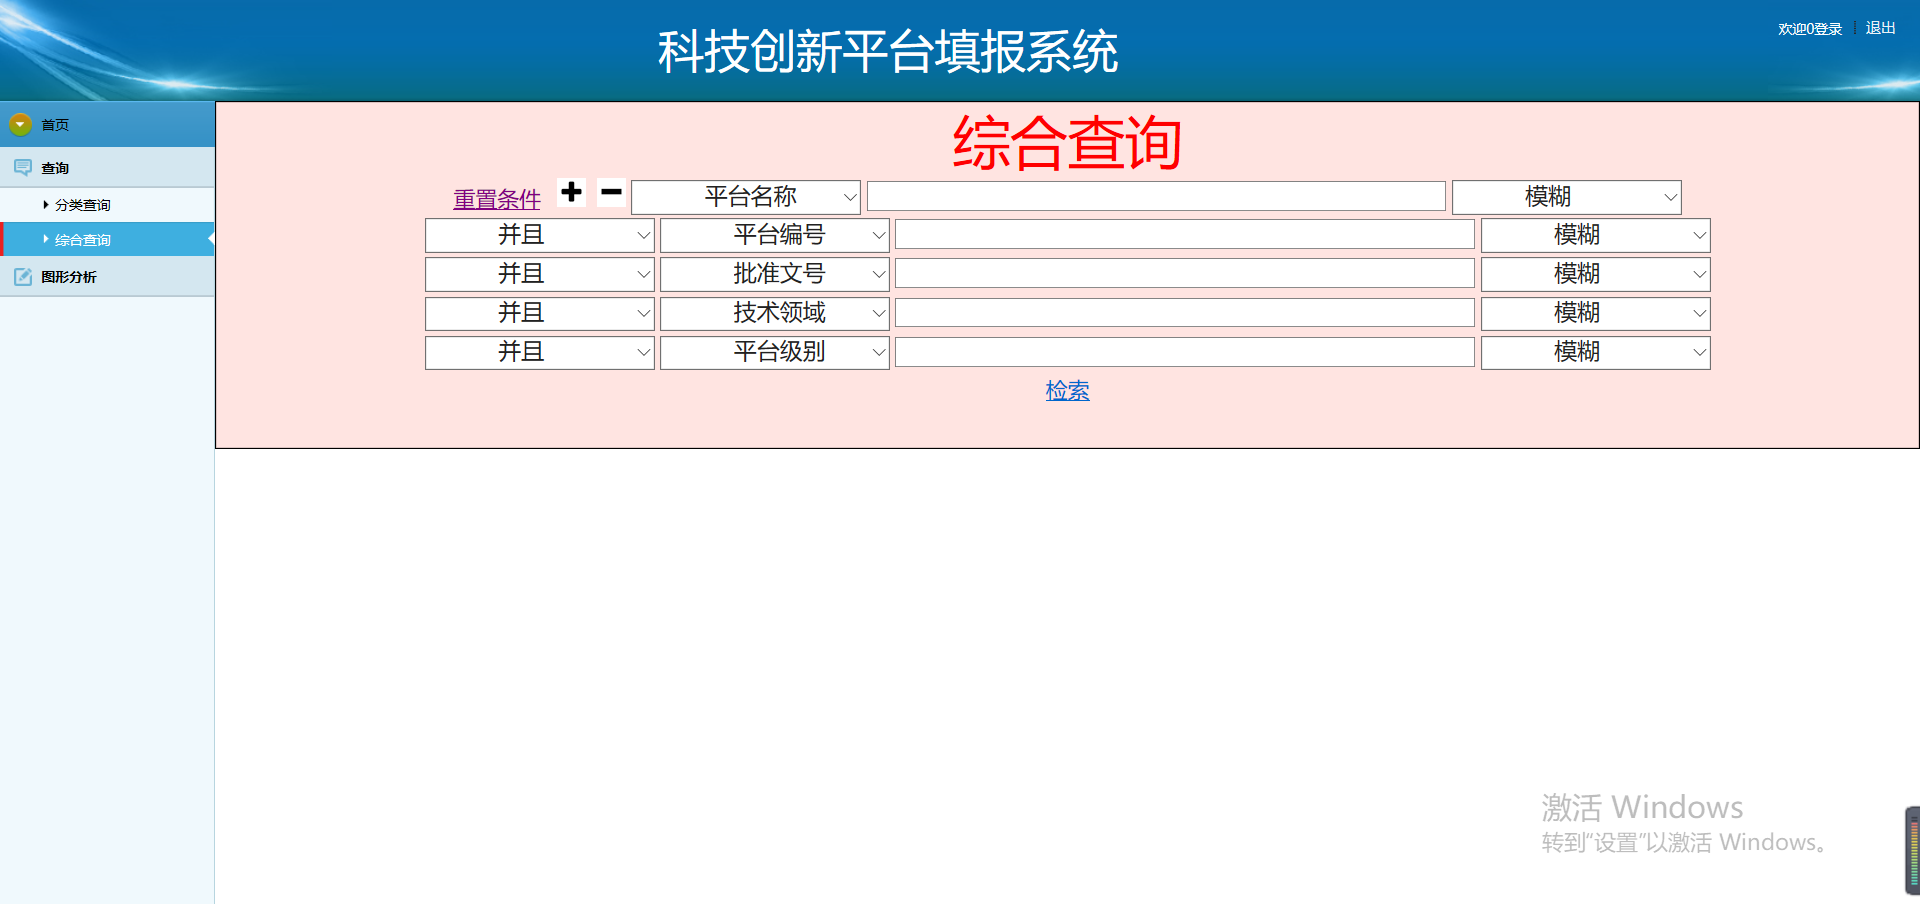 科技创新平台填报系统
欢迎0登录 退出
首页
查询
分类查询
综合查询
图形分析
综合查询
重置条件 平台名称 模糊
并且 平台编号 模糊
并且 批准文号 模糊
并且 技术领域 模糊
并且 平台级别 模糊
检索
激活 Windows
转到“设置”以激活 Windows。